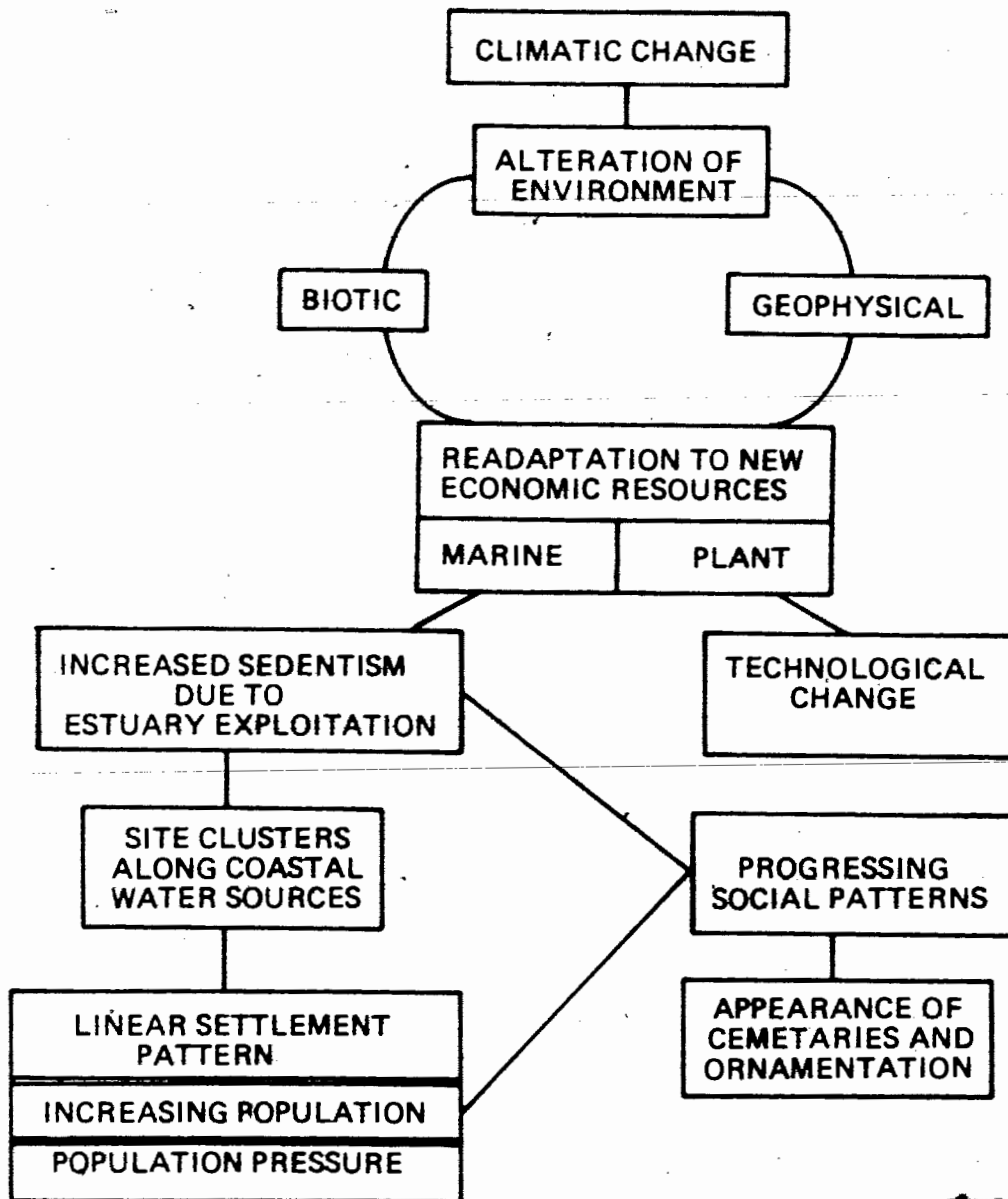 CLIMATIC CHANGE
ALTERATION OF
ENVIRONMENT
BIOTIC
GEOPHYSICAL
READAPTATION TO NEW
ECONOMIC RESOURCES
MARINE
PLANT
INCREASED SEDENTISM
DUE TO
ESTUARY EXPLOITATION
TECHNOLOGICAL
CHANGE
SITE CLUSTERS
ALONG COASTAL
WATER SOURCES
PROGRESSING
SOCIAL PATTERNS
LINEAR SETTLEMENT
PATTERN
INCREASING POPULATION
POPULATION PRESSURE
APPEARANCE OF
CEMETARIES AND
ORNAMENTATION